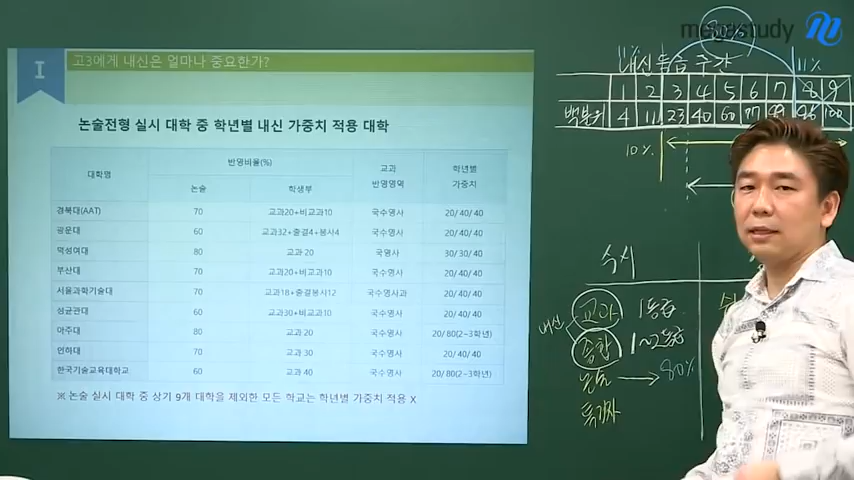 megastudy
I
고3에게 내신은 얼마나 중요한가?
논술전형 실시 대학 중 학년별 내신 가중치 적용 대학
대학명 반영비율(%) 교과 반영영역 학년별 가중치
논술 학생부
경북대(AAT) 70 교과20+비교과10 국수영사 20/40/40
광운대 60 교과32+출결4+봉사4 국수영사 20/40/40
덕성여대 80 교과 20 국영사 30/30/40
부산대 70 교과20+비교과10 국수영사 20/40/40
서울과학기술대 70 교과18+출결봉사12 국수영사과 20/40/40
성균관대 60 교과30+비교과10 국수영사 20/40/40
아주대 80 교과 20 국수영사 20/80(2~3학년)
인하대 70 교과 30 국수영사 20/40/40
한국기술교육대학교 60 교과 40 국수영사 20/80(2~3학년)
※ 논술 실시 대학 중 상기 9개 대학을 제외한 모든 학교는 학년별 가중치 적용 X
내신등급 구간 11%
1 2 3 4 5 6 7 8 9
백분위 4 11 23 40 60 77 96 100
10%
수시
내신 교과 1등급
종합 1~2등급
논술 → 80%
특기자